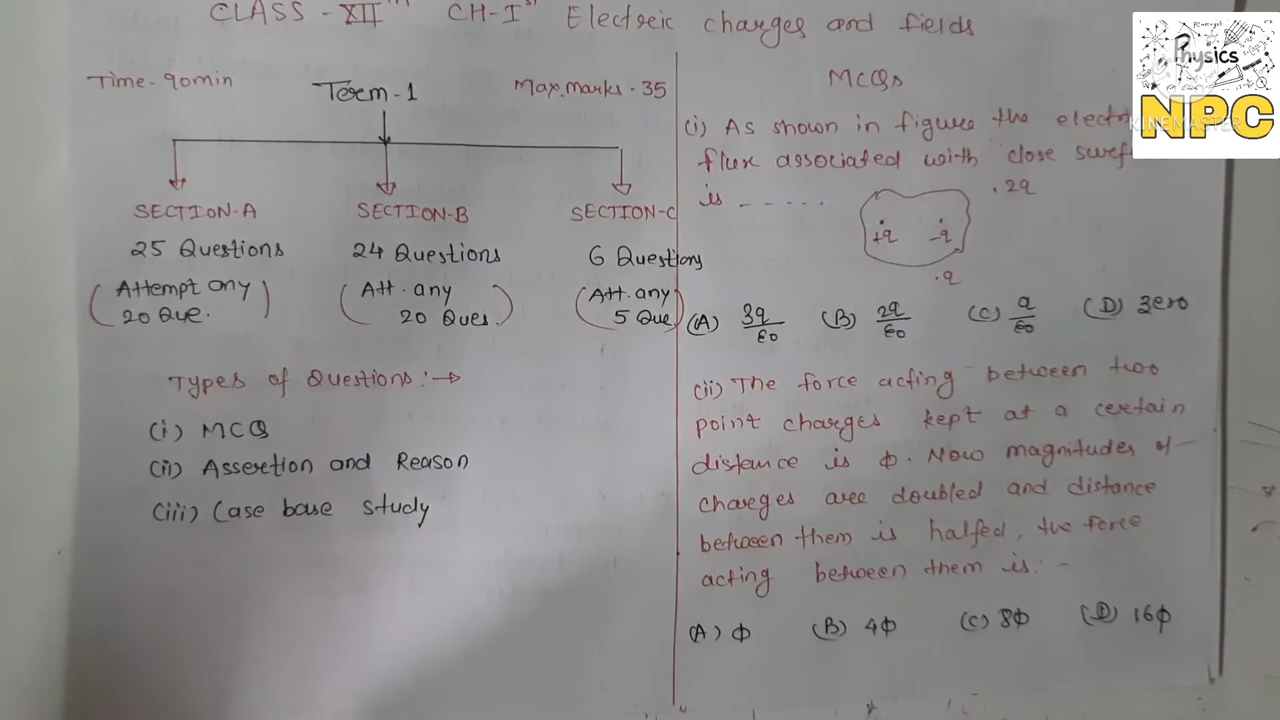 CLASS - XII CH-Ist Electric charges and fields
Time - 90min
Term-1
Max.marks - 35
SECTION-A
SECTION-B
SECTION-C
25 Questions
24 Questions
6 Questions
(Attempt any
20 Que.)
(Att. any
20 Ques.)
(Att. any
5 Que)
Types of Questions:→
(i) MCQ
(ii) Assertion and Reason
(iii) Case base study
MCQs
(i) As shown in figure the electri
flux associated with close surf
is - - - - - .
. 2q
+q -q
. q
(A) 3q/ε0 (B) 2q/ε0 (C) q/ε0 (D) zero
(ii) The force acting between two
point charges kept at a certain
distance is φ. Now magnitudes of
charges are doubled and distance
between them is halfed, the force
acting between them is: -
(A) φ (B) 4φ (C) 8φ (D) 16φ
Physics
NPC
KINEMASTER